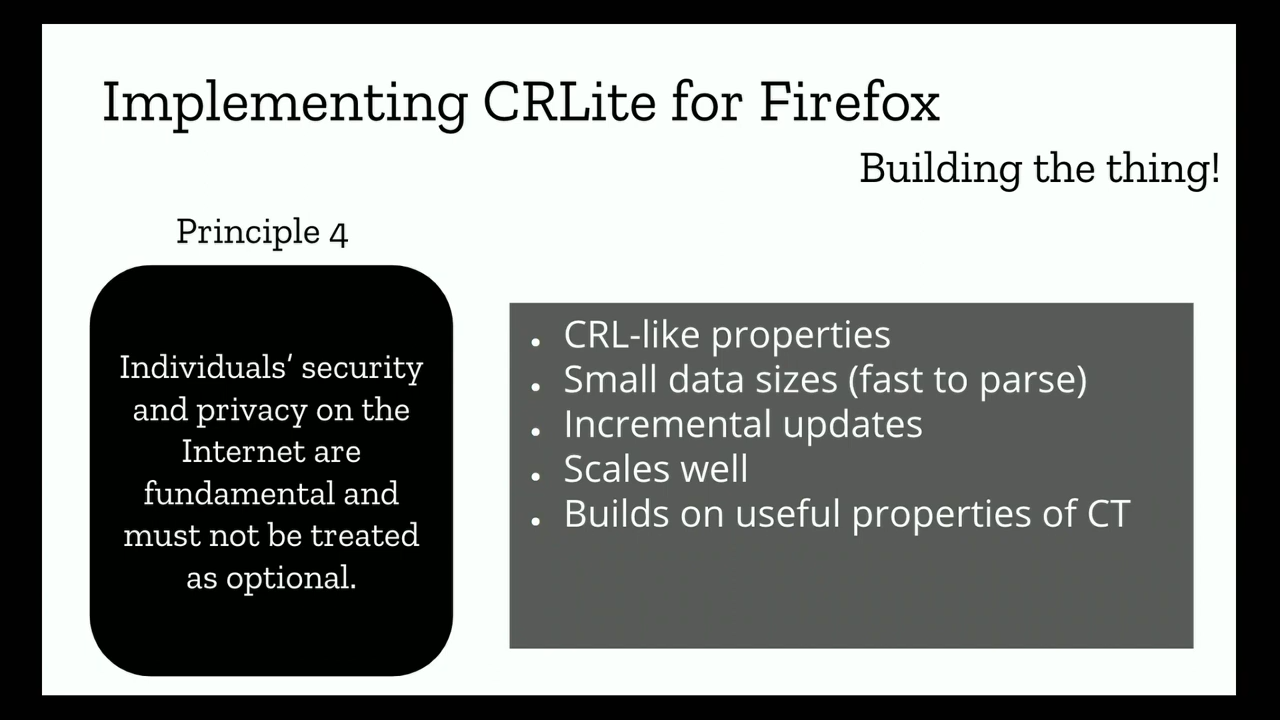 Implementing CRLite for Firefox
Building the thing!
Principle 4
Individuals’ security
and privacy on the
Internet are
fundamental and
must not be treated
as optional.
• CRL-like properties
• Small data sizes (fast to parse)
• Incremental updates
• Scales well
• Builds on useful properties of CT